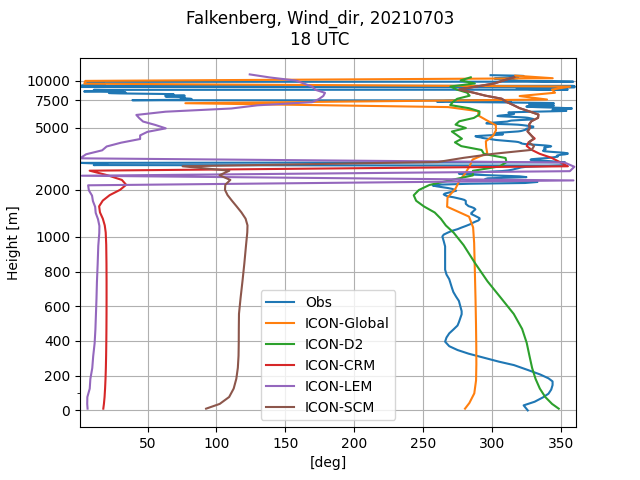 Falkenberg, Wind_dir, 20210703
18 UTC
10000
7500
5000
2000
1000
800
600
400
200
0
Height [m]
Obs
ICON-Global
ICON-D2
ICON-CRM
ICON-LEM
ICON-SCM
50 100 150 200 250 300 350
[deg]